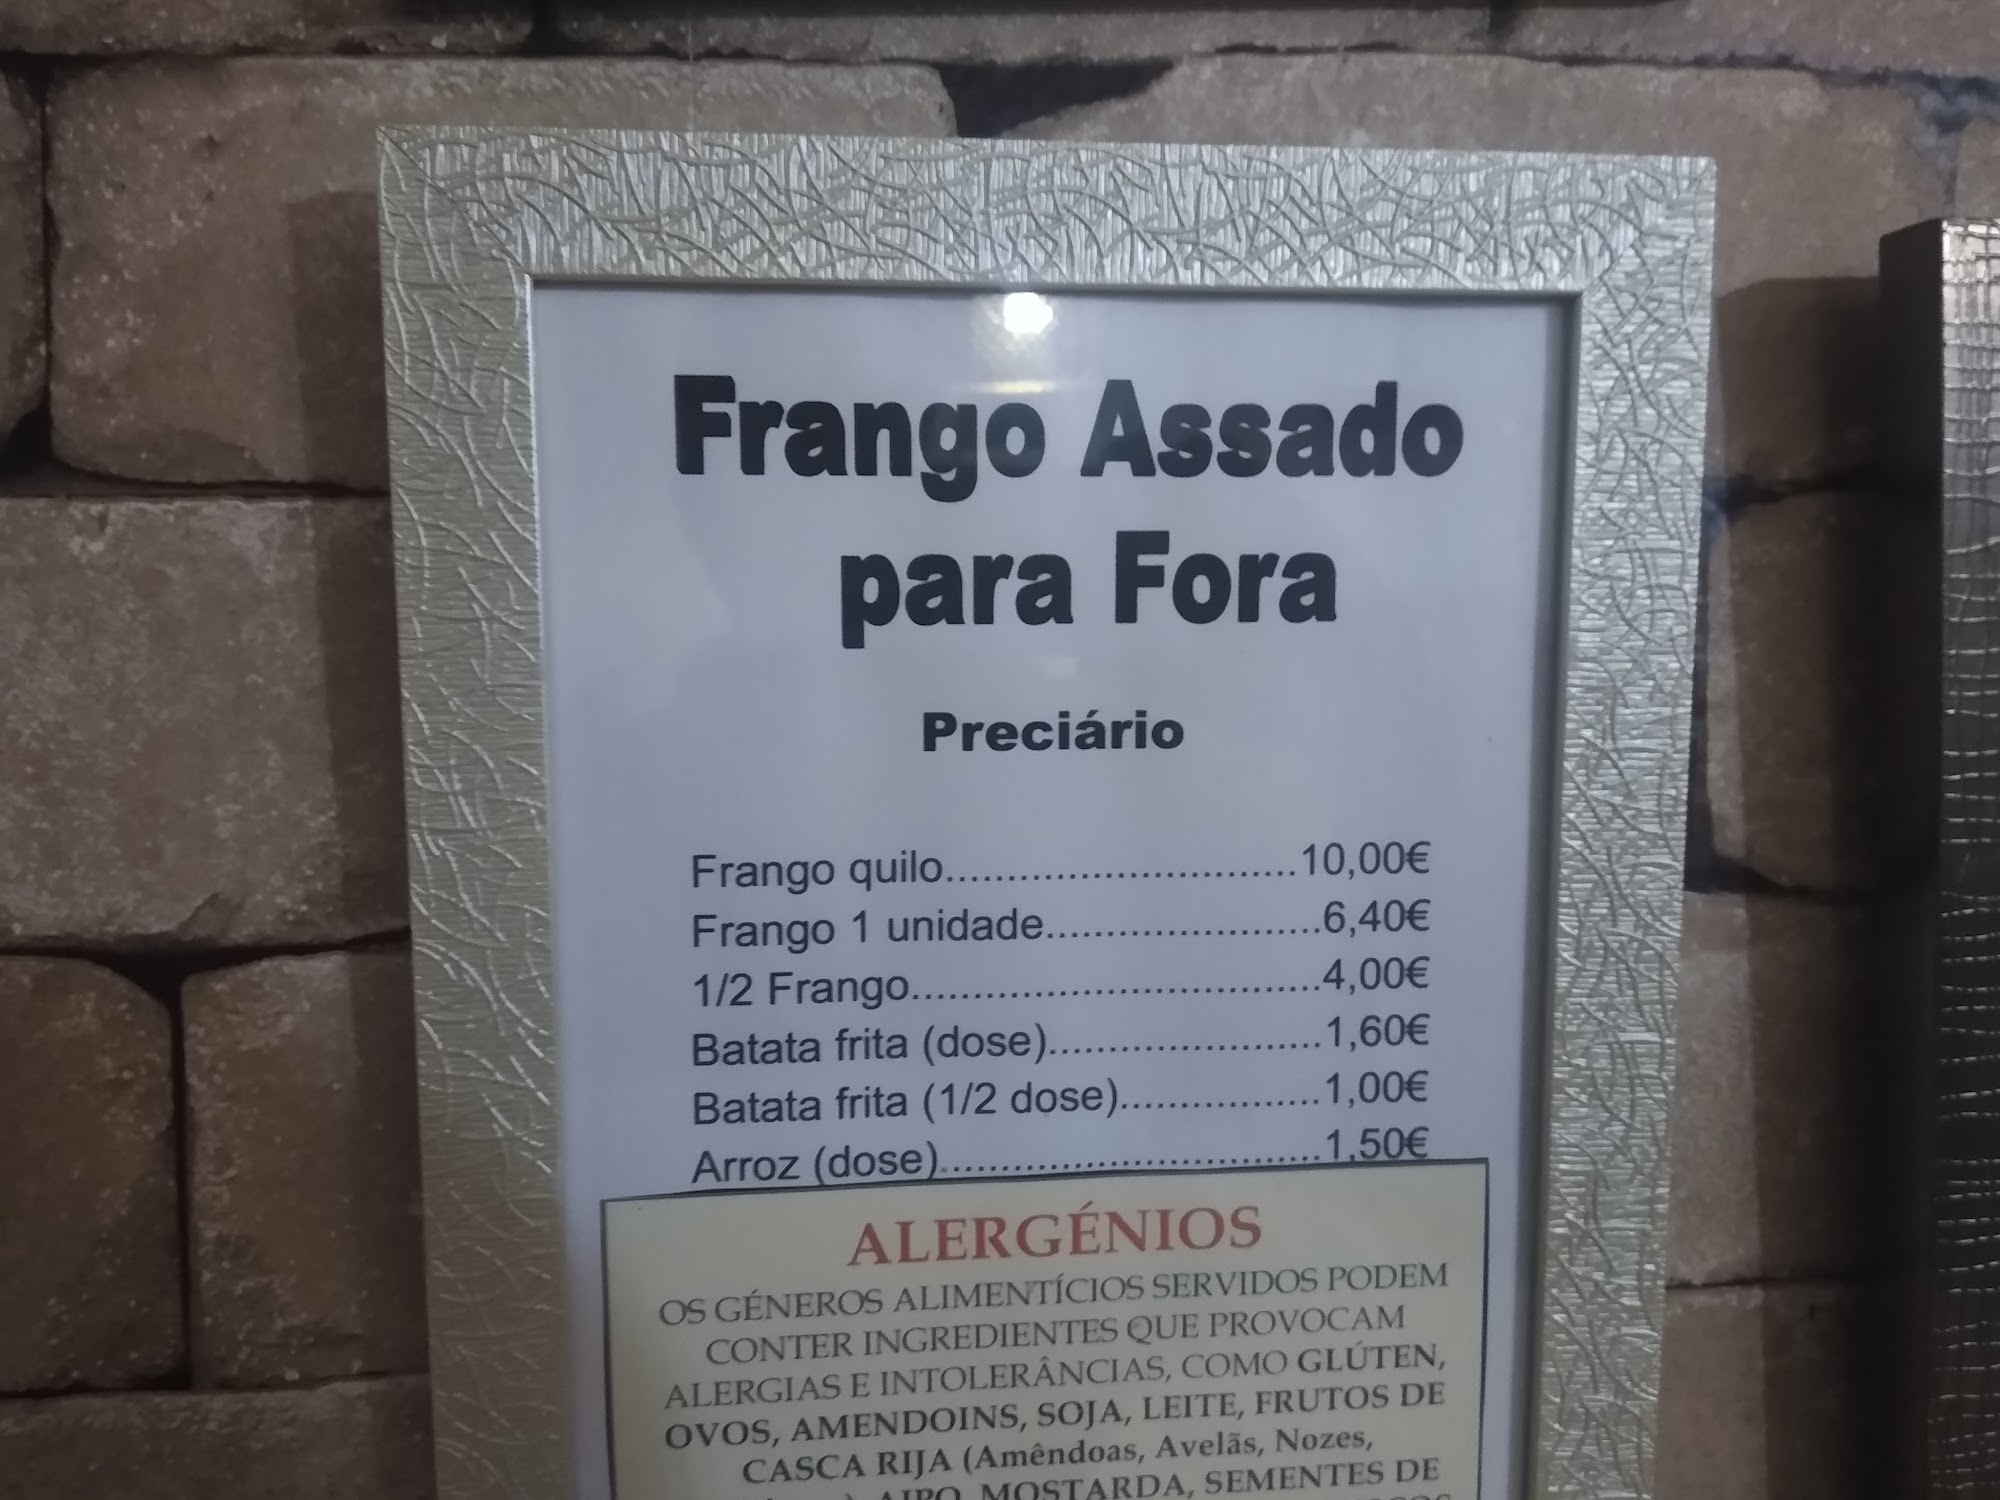 Frango Assado
para Fora
Preciário
Frango quilo............................10,00€
Frango 1 unidade......................6,40€
1/2 Frango.................................4,00€
Batata frita (dose)......................1,60€
Batata frita (1/2 dose)................1,00€
Arroz (dose)...............................1,50€
ALERGÉNIOS
OS GÉNEROS ALIMENTÍCIOS SERVIDOS PODEM
CONTER INGREDIENTES QUE PROVOCAM
ALERGIAS E INTOLERÂNCIAS, COMO GLÚTEN,
OVOS, AMENDOINS, SOJA, LEITE, FRUTOS DE
CASCA RIJA (Amêndoas, Avelãs, Nozes,
AIPO, MOSTARDA, SEMENTES DE